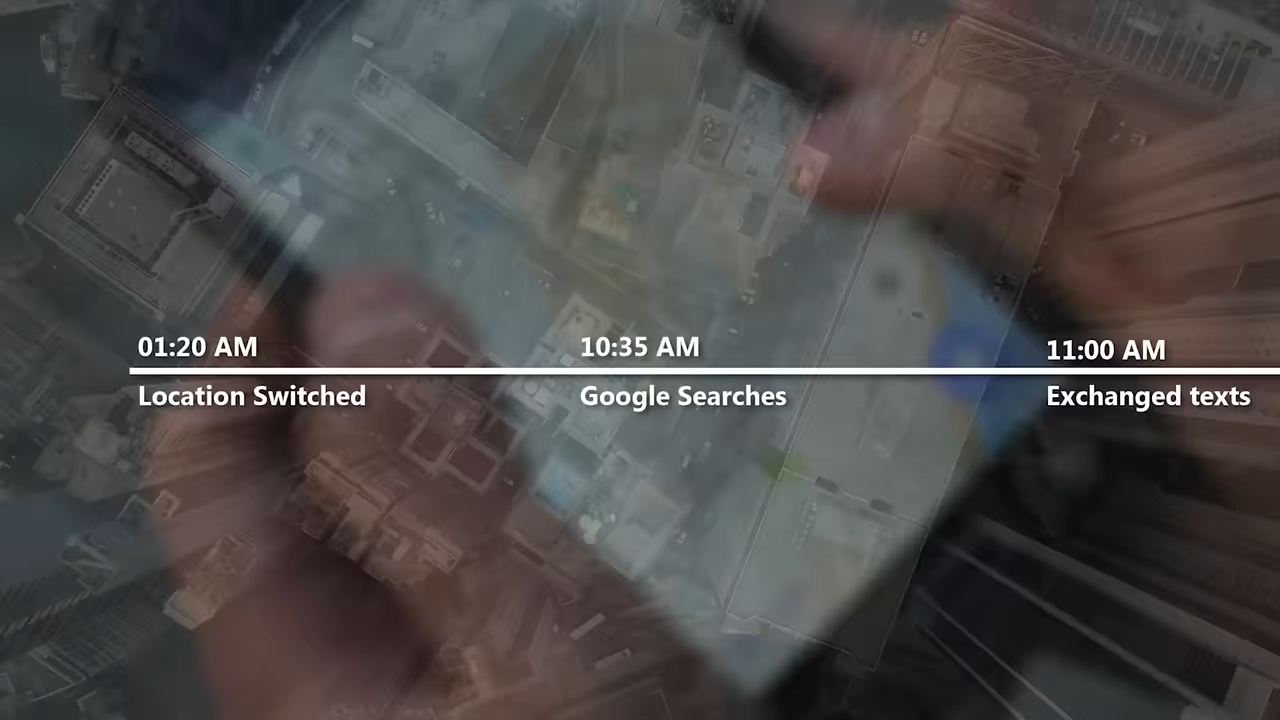 01:20 AM
Location Switched
10:35 AM
Google Searches
11:00 AM
Exchanged texts